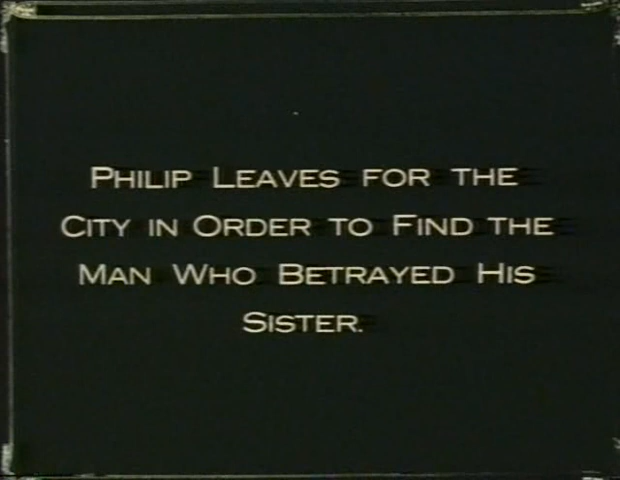 Philip Leaves for the
City in Order to Find the
Man Who Betrayed His
Sister.